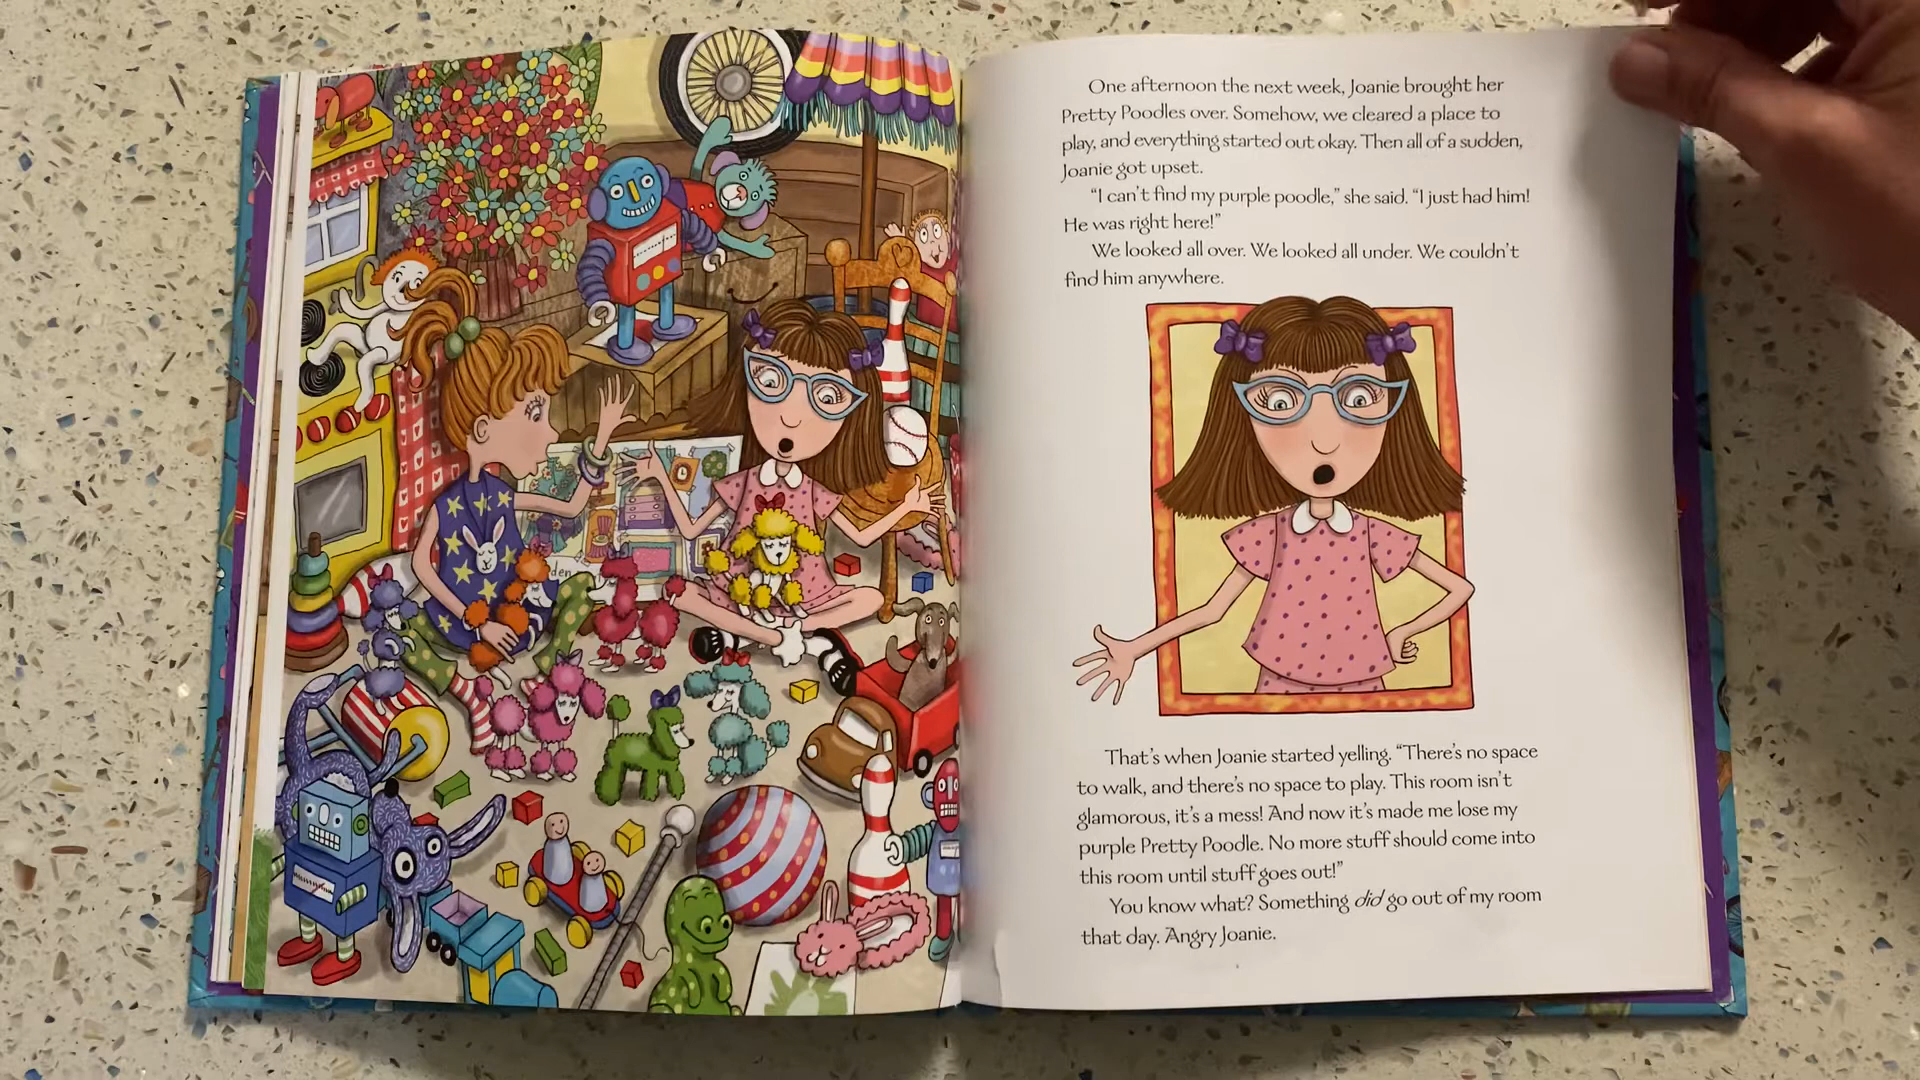 One afternoon the next week, Joanie brought her
Pretty Poodles over. Somehow, we cleared a place to
play, and everything started out okay. Then all of a sudden,
Joanie got upset.
“I can’t find my purple poodle,” she said. “I just had him!
He was right here!”
We looked all over. We looked all under. We couldn’t
find him anywhere.
That’s when Joanie started yelling. “There’s no space
to walk, and there’s no space to play. This room isn’t
glamorous, it’s a mess! And now it’s made me lose my
purple Pretty Poodle. No more stuff should come into
this room until stuff goes out!”
You know what? Something did go out of my room
that day. Angry Joanie.